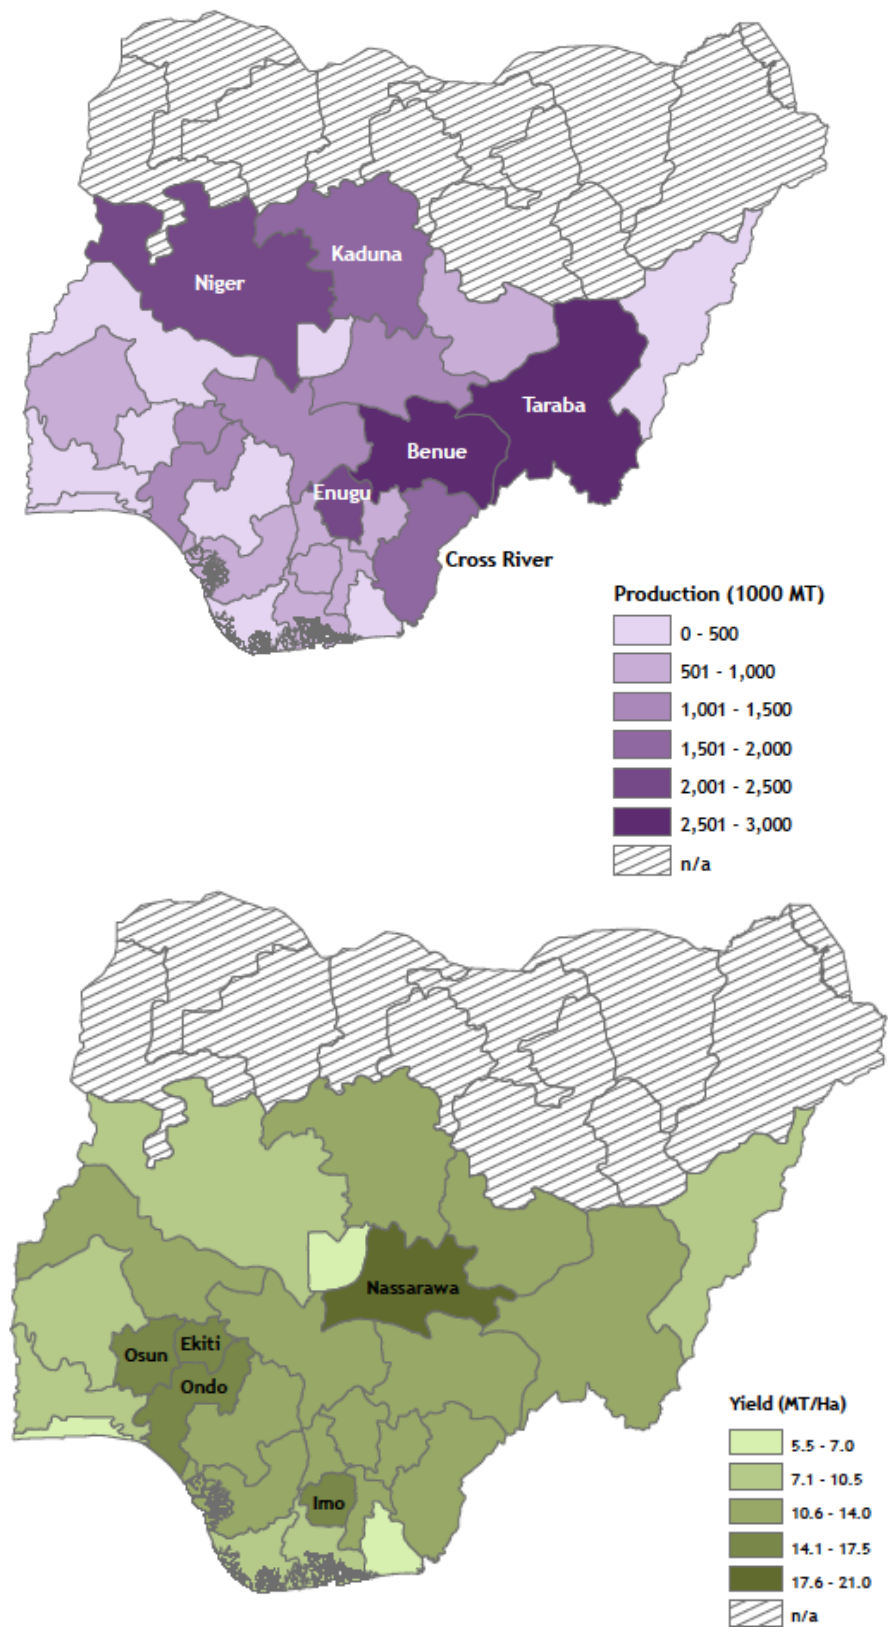 Kaduna
Niger
Taraba
Benue
Enugu
Cross River
Production (1000 MT)
0 - 500
501 - 1,000
1,001 - 1,500
1,501 - 2,000
2,001 - 2,500
2,501 - 3,000
n/a
Nassarawa
Ekiti
Osun
Ondo
Imo
Yield (MT/Ha)
5.5 - 7.0
7.1 - 10.5
10.6 - 14.0
14.1 - 17.5
17.6 - 21.0
n/a